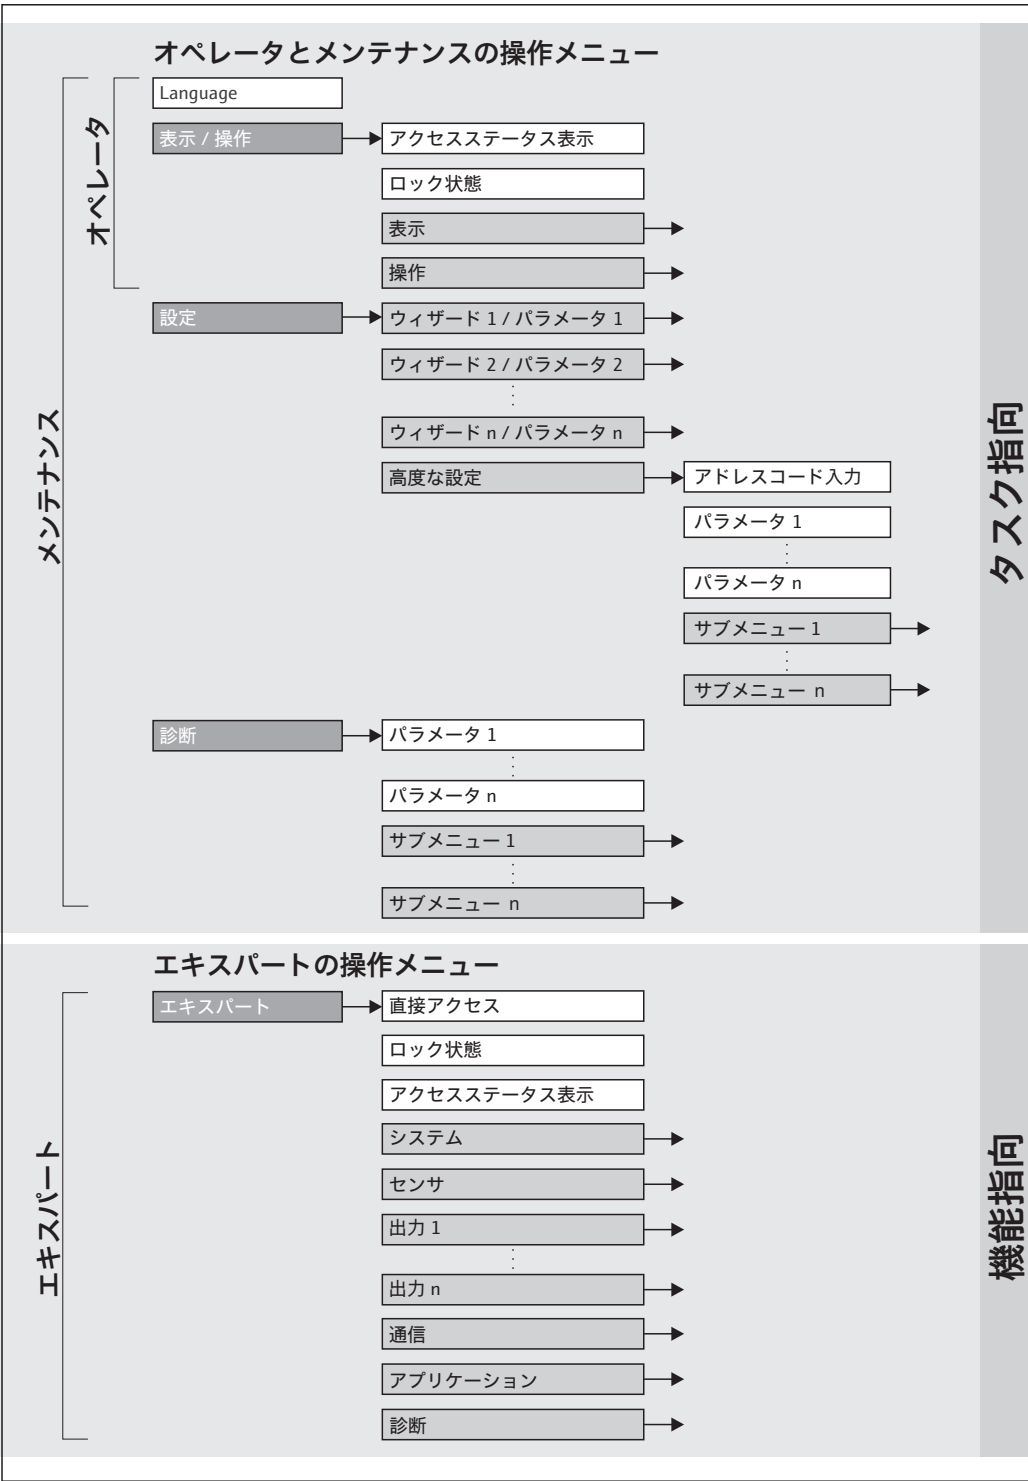 オペレータとメンテナンスの操作メニュー
Language
オペレータ
表示 / 操作
アクセスステータス表示
ロック状態
表示
操作
設定
ウィザード 1 / パラメータ 1
ウィザード 2 / パラメータ 2
ウィザード n / パラメータ n
高度な設定
アドレスコード入力
パラメータ 1
パラメータ n
サブメニュー 1
サブメニュー n
メンテナンス
タスク指向
診断
パラメータ 1
パラメータ n
サブメニュー 1
サブメニュー n
エキスパートの操作メニュー
エキスパート
直接アクセス
ロック状態
アクセスステータス表示
システム
センサ
出力 1
出力 n
通信
アプリケーション
診断
エキスパート
機能指向